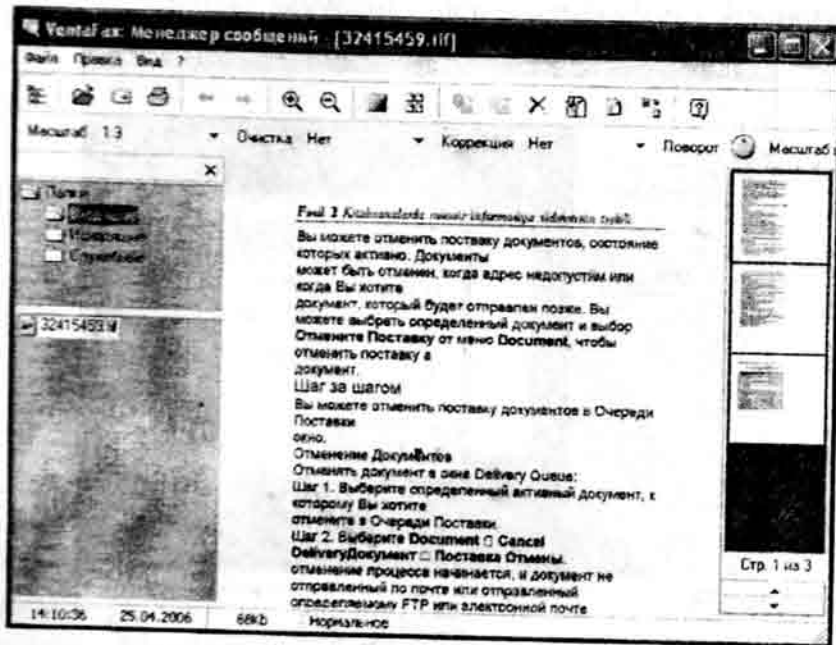 VentaFax: Менеджер сообщений - [32415459.tif]
Файл Правка Вид ?
Масштаб 1:3 Очистка Нет Коррекция Нет Поворот Масштаб
Папки
Служебные
32415459.tif
Fəsil 3 Kitabxanalarda müasir informasiya
Вы можете отменить поставку документов, состояние
которых активно. Документы
может быть отменен, когда адрес недопустим или
когда Вы хотите
документ, который будет отправлен позже. Вы
можете выбрать определенный документ и выбор
Отмените Поставку от меню Document, чтобы
отменить поставку а
документ.
Шаг за шагом
Вы можете отменить поставку документов в Очереди
Поставки
окно.
Отменение Документов
Отменять документ в окне Delivery Queue:
Шаг 1. Выберите определенный активный документ, к
которому Вы хотите
отмените в Очереди Поставки.
Шаг 2. Выберите Document □ Cancel
DeliveryДокумент □ Поставка Отмены.
отменение процесса начинается, и документ не
отправленный по почте или отправленный
определяемому FTP или электронной почте
Стр. 1 из 3
14:10:36 25.04.2006 68kb Нормальное